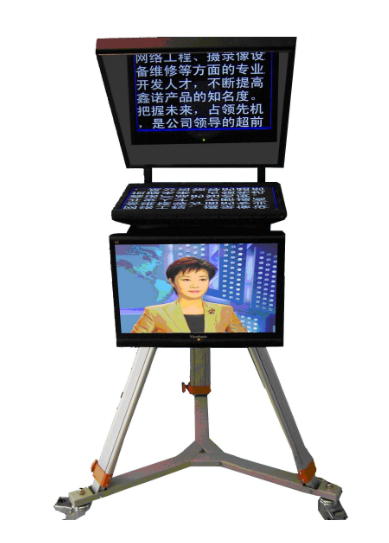 网络工程、摄录像设
备维修等方面的专业
开发人才，不断提高
鑫诺产品的知名度。
把握未来，占领先机
，是公司领导的超前
ViewSonic